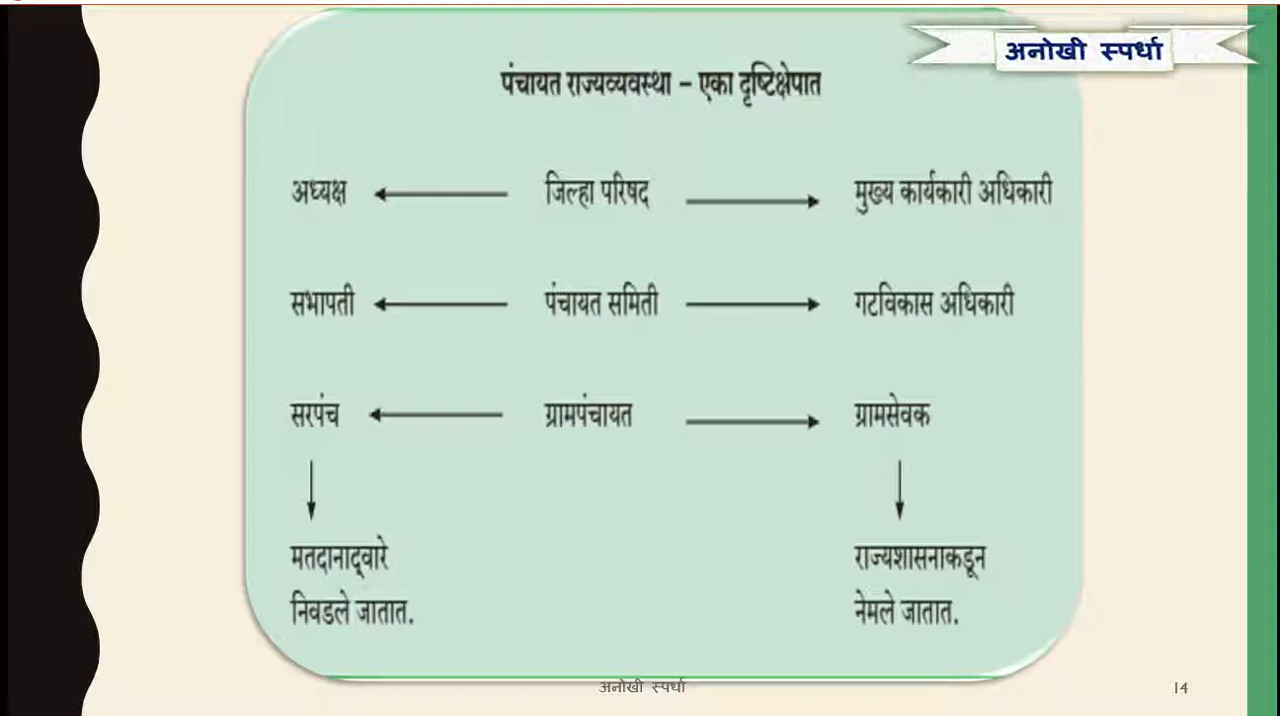 अनोखी स्पर्धा
पंचायत राज्यव्यवस्था – एका दृष्टिक्षेपात
अध्यक्ष जिल्हा परिषद मुख्य कार्यकारी अधिकारी
सभापती पंचायत समिती गटविकास अधिकारी
सरपंच ग्रामपंचायत ग्रामसेवक
मतदानाद्‌वारे राज्यशासनाकडून
निवडले जातात. नेमले जातात.
अनोखी स्पर्धा 14